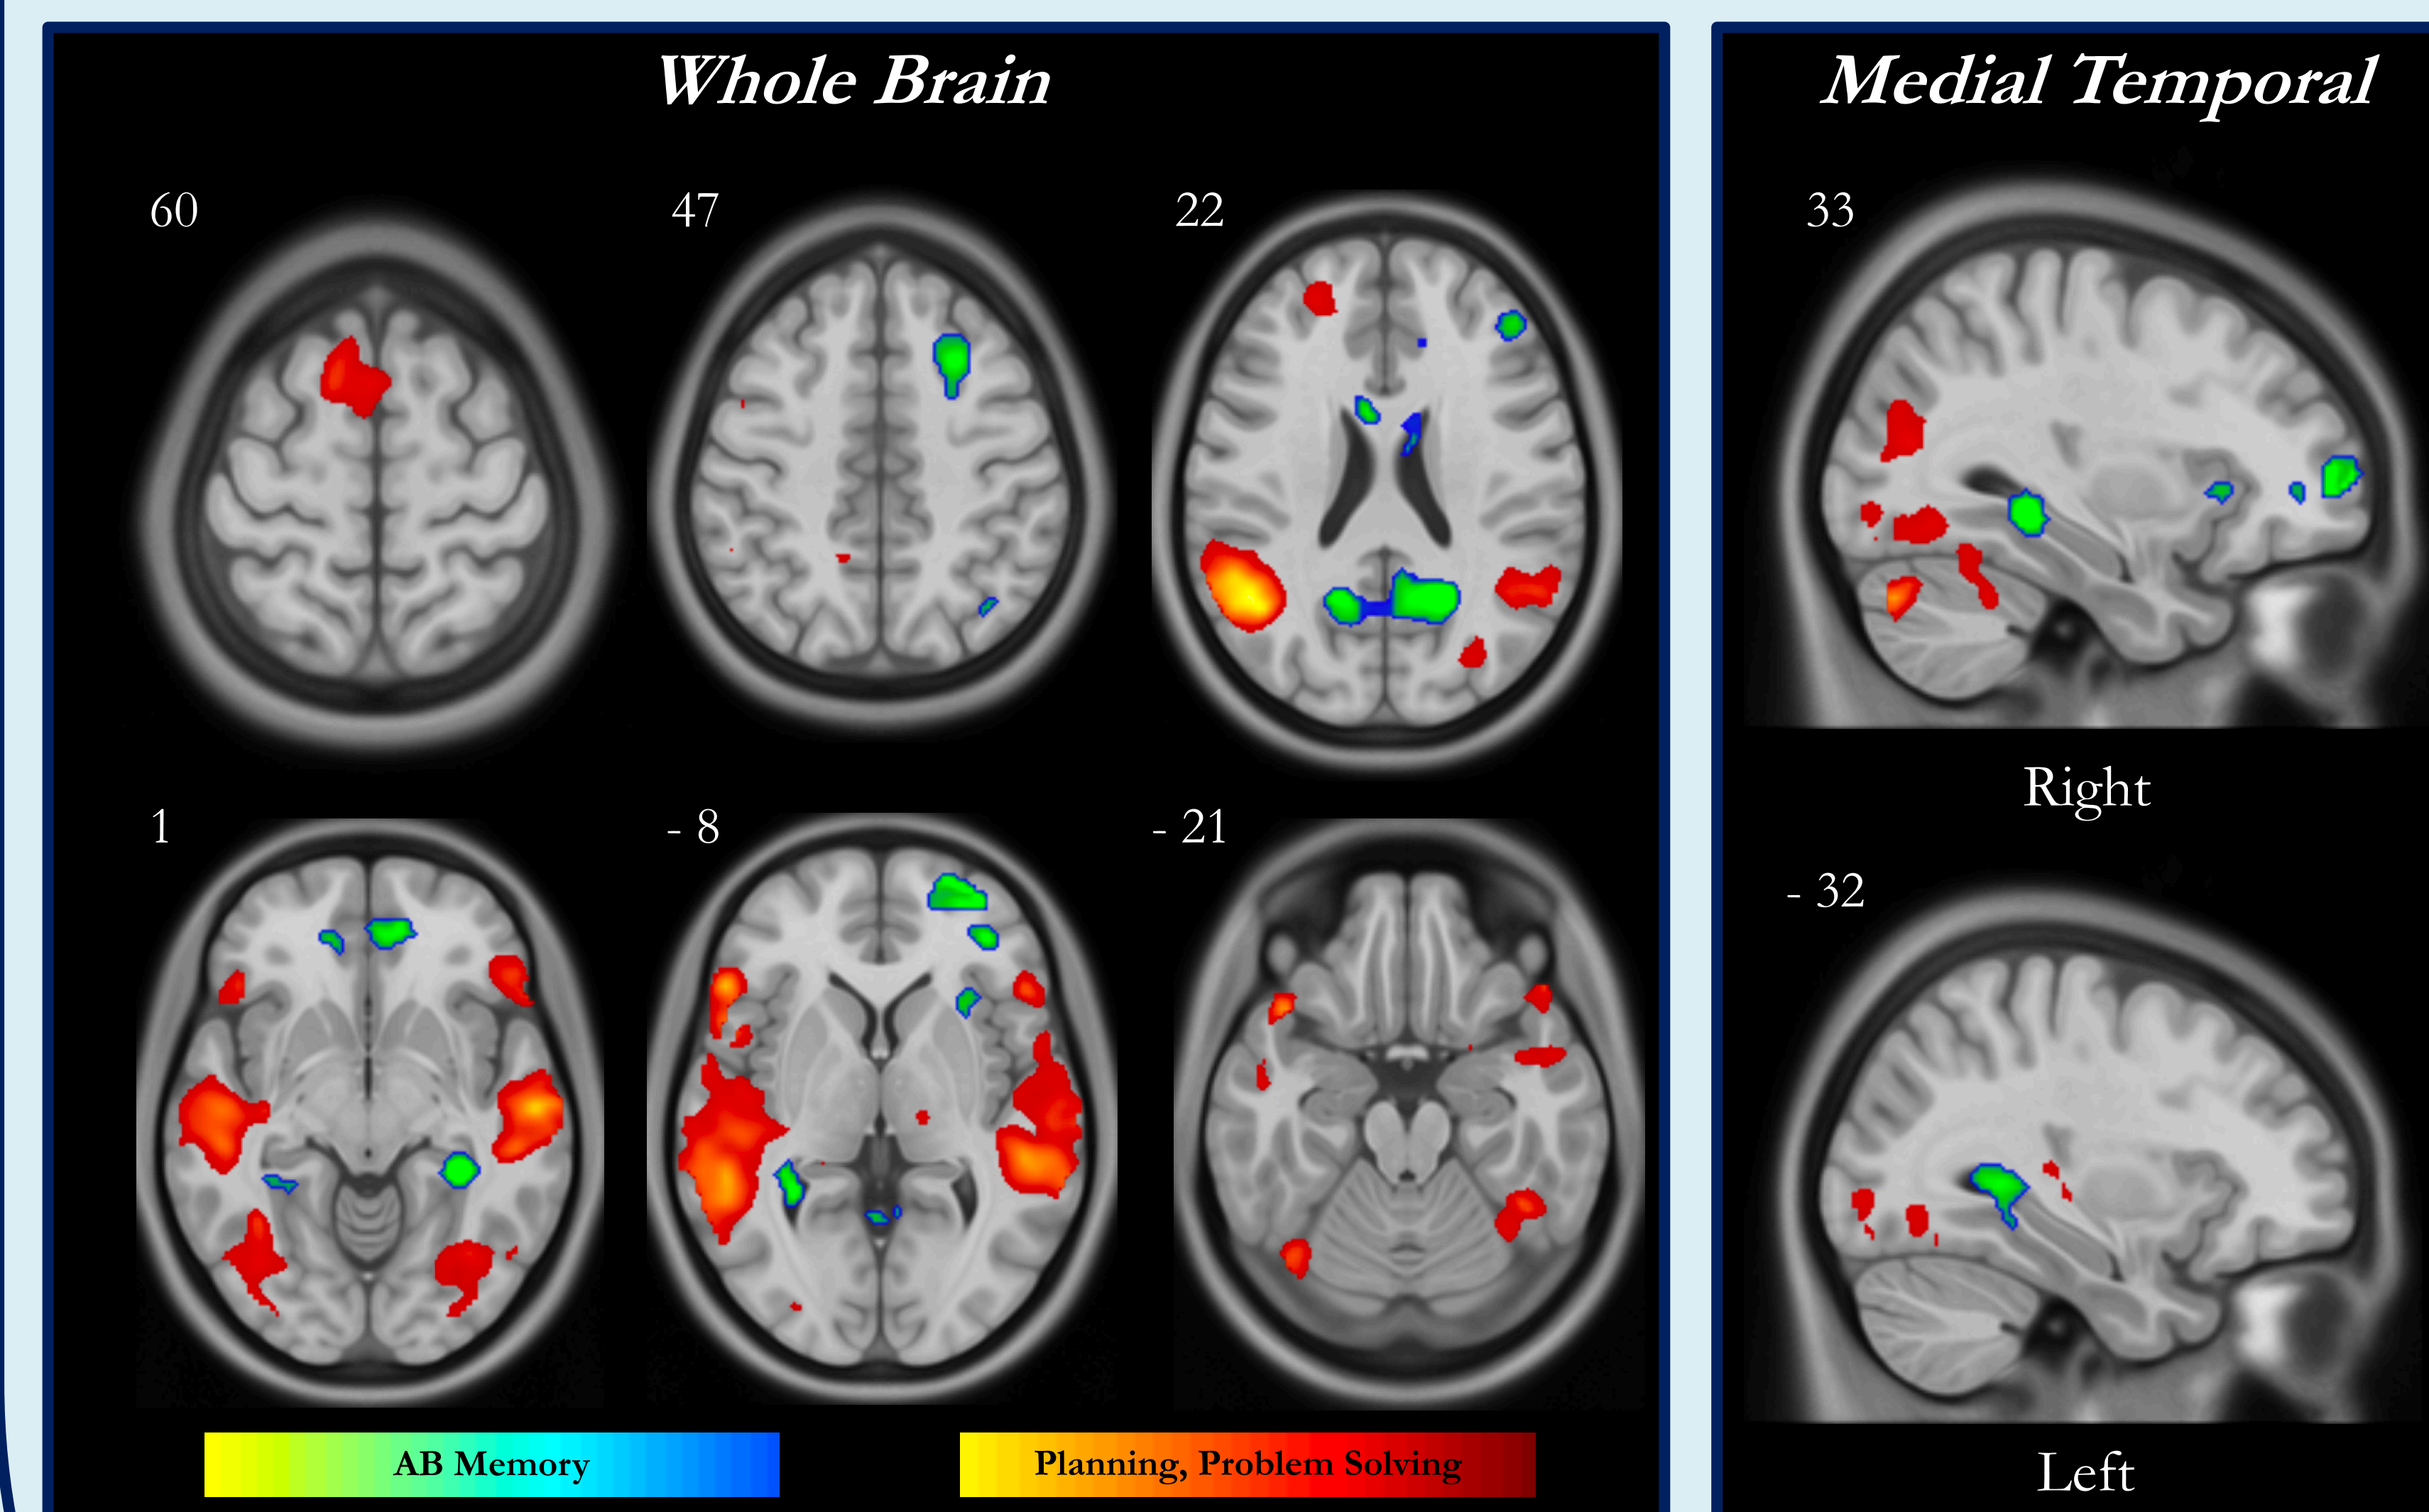 Whole Brain
60
47
22
1
- 8
- 21
AB Memory
Planning, Problem Solving
Medial Temporal
33
Right
- 32
Left